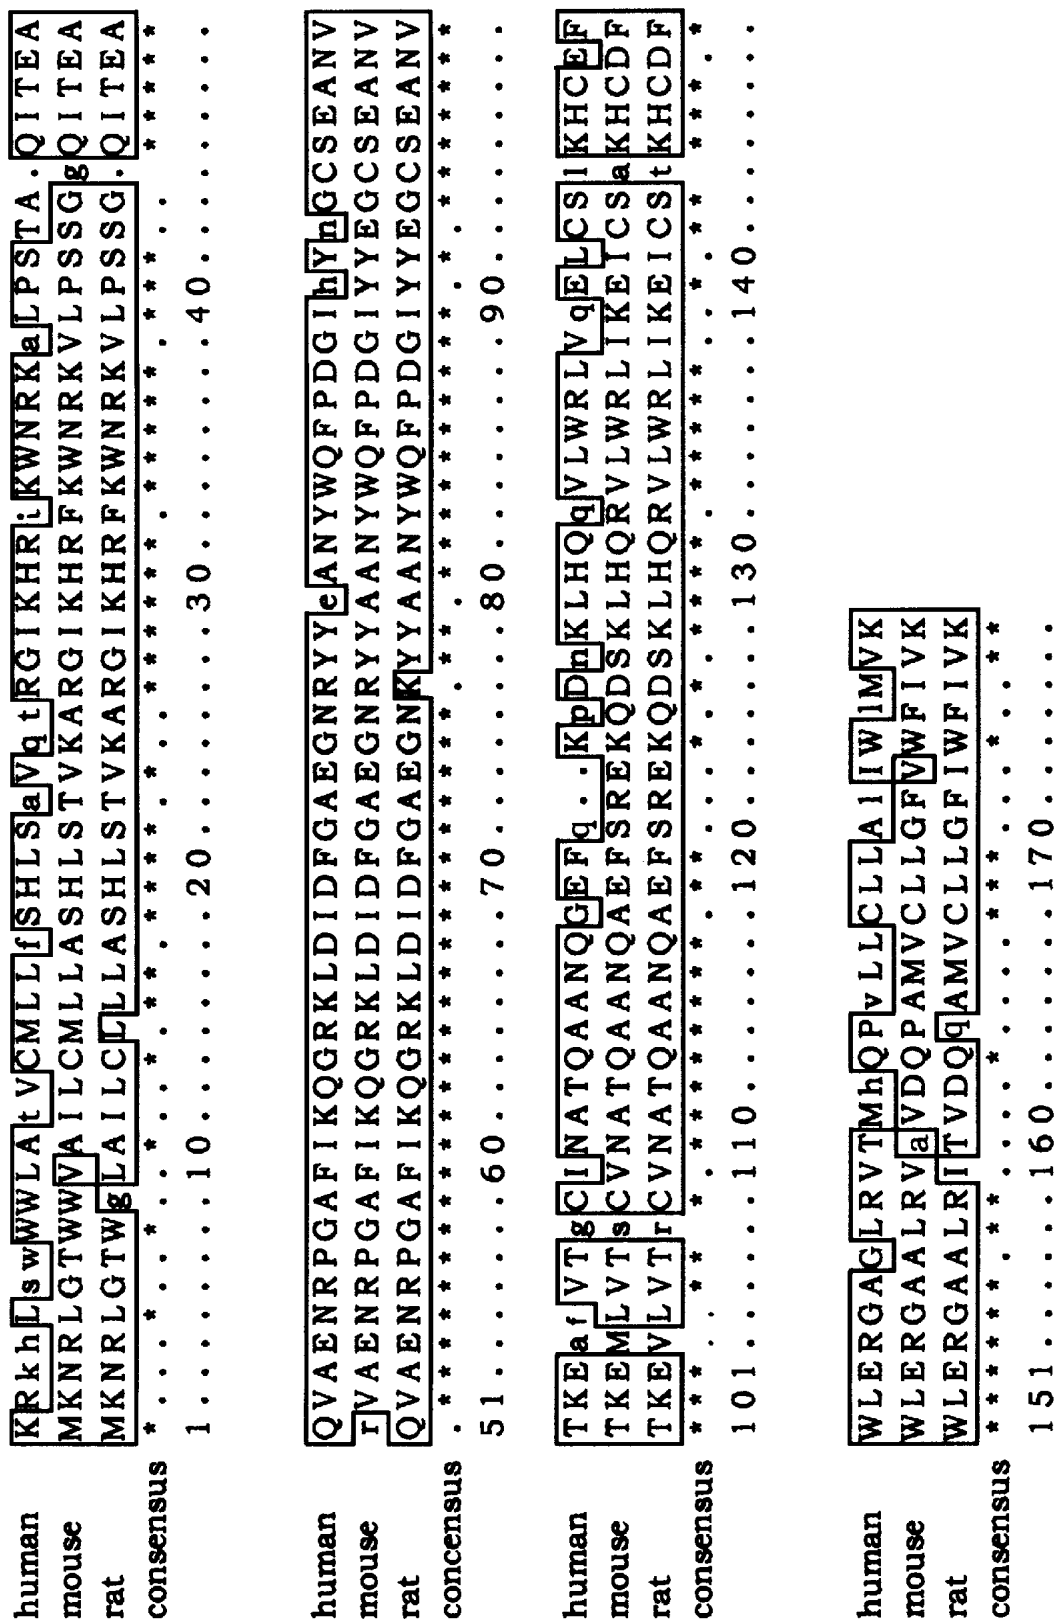 human KRkhLswWWLAtVCMLLfSHLSaVqtRGIKHRiKWNRKaLPSTA.QITEA
mouse MKNRLGTWWVAILCMLLASHLSTVKARGIKHRFKWNRKVLPSSGgQITEA
rat MKNRLGTWgLAILCLLLASHLSTVKARGIKHRFKWNRKVLPSSG.QITEA
consensus *...*..*..*..*.**.****.*..******.*****.***...*****
1........10........20........30........40.........
human QVAENRPGAFIKQGRKLDIDFGAEGNRYYeANYWQFPDGIhYnGCSEANV
mouse rVAENRPGAFIKQGRKLDIDFGAEGNRYYAANYWQFPDGIYYEGCSEANV
rat QVAENRPGAFIKQGRKLDIDFGAEGNKYYAANYWQFPDGIYYEGCSEANV
concensus .*************************.**.**********.*.*******
51.......60........70........80........90.........
human TKEafVTgCINATQAANQGEFq..KpDnKLHQqVLWRLVqELCSlKHCEF
mouse TKEMLVTsCVNATQAANQAEFSREKQDSKLHQRVLWRLIKEICSaKHCDF
rat TKEVLVTrCVNATQAANQAEFSREKQDSKLHQRVLWRLIKEICStKHCDF
consensus ***..**.*.********.**...*.*.****.*****..*.**.***.*
101......110.......120.......130.......140........
human WLERGAGLRVTMhQPvLLCLLAlIWlMVK
mouse WLERGAALRVaVDQPAMVCLLGFVWFIVK
rat WLERGAALRITVDQqAMVCLLGFIWFIVK
consensus ******.**....*....***...*..**
151......160.......170.......